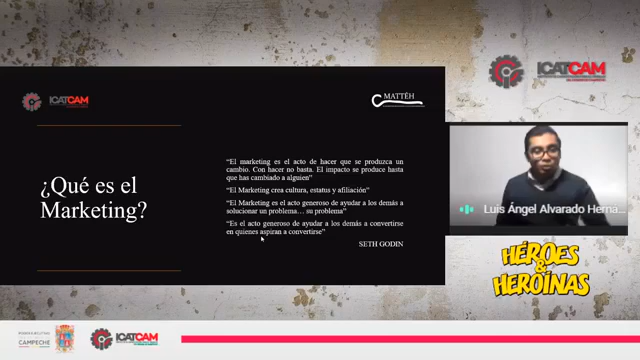 ICATCAM
ICATCAM
MATTÉH
¿Qué es el
Marketing?
“El marketing es el acto de hacer que se produzca un
cambio. Con hacer no basta. El impacto se produce hasta
que has cambiado a alguien”
“El Marketing crea cultura, estatus y afiliación”
“El Marketing es el acto generoso de ayudar a los demás a
solucionar un problema… su problema”
“Es el acto generoso de ayudar a los demás a convertirse
en quienes aspiran a convertirse”
SETH GODIN
Luis Ángel Alvarado Herna...
HÉROES
&
HEROÍNAS
CAMPECHE
ICATCAM